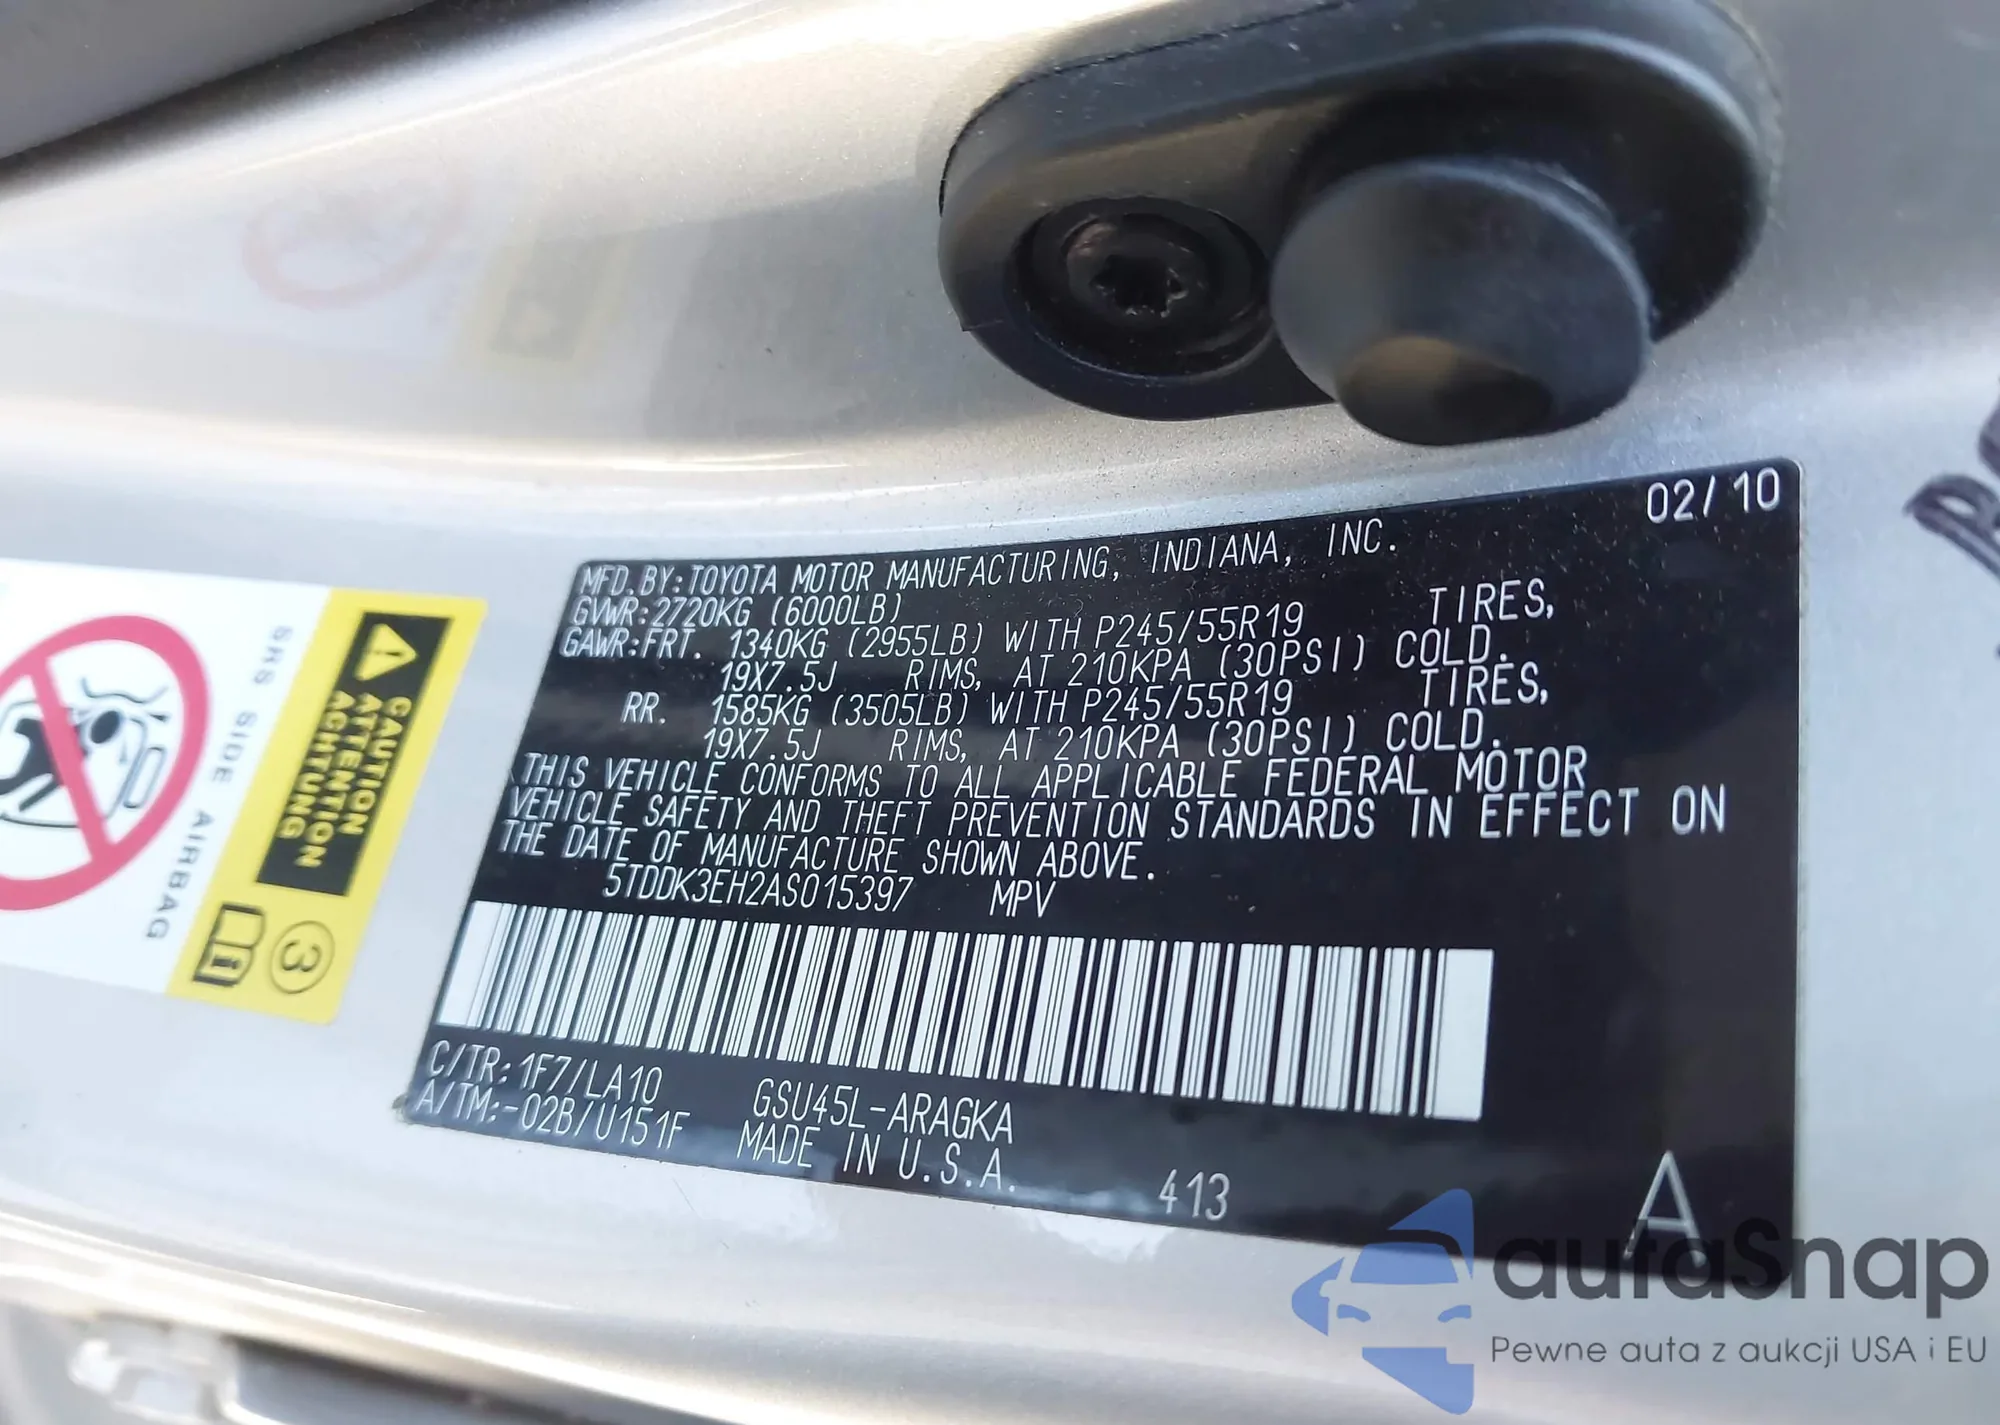 02/10
MFD.BY:TOYOTA MOTOR MANUFACTURING, INDIANA, INC.
GVWR:2720KG (6000LB)
GAWR:FRT. 1340KG (2955LB) WITH P245/55R19 TIRES,
19X7.5J RIMS, AT 210KPA (30PSI) COLD.
RR. 1585KG (3505LB) WITH P245/55R19 TIRES,
19X7.5J RIMS, AT 210KPA (30PSI) COLD.
THIS VEHICLE CONFORMS TO ALL APPLICABLE FEDERAL MOTOR
VEHICLE SAFETY AND THEFT PREVENTION STANDARDS IN EFFECT ON
THE DATE OF MANUFACTURE SHOWN ABOVE.
5TDDK3EH2AS015397 MPV
C/TR:1F7/LA10
A/TM:-02B/U151F
GSU45L-ARAGKA
MADE IN U.S.A.
413
A
CAUTION
ATTENTION
ACHTUNG
SRS SIDE AIRBAG
3
autaSnap
Pewne auta z aukcji USA i EU